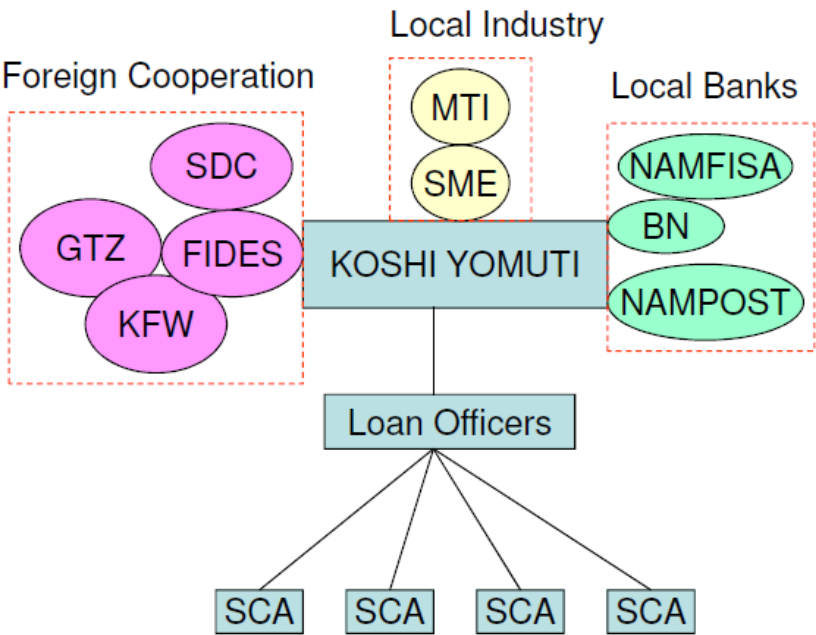 Local Industry
Foreign Cooperation
Local Banks
MTI
SME
SDC
GTZ
FIDES
KFW
KOSHI YOMUTI
NAMFISA
BN
NAMPOST
Loan Officers
SCA
SCA
SCA
SCA